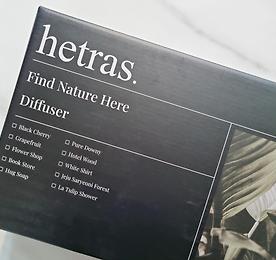 hetras.
Find Nature Here
Diffuser
☐ Black Cherry
☐ Grapefruit
☐ Flower Shop
☐ Book Store
☐ Hug Soap
☐ Pure Downy
☐ Hotel Wood
☐ White Shirt
☐ Jeju Saryeoni Forest
☐ La Tulip Shower